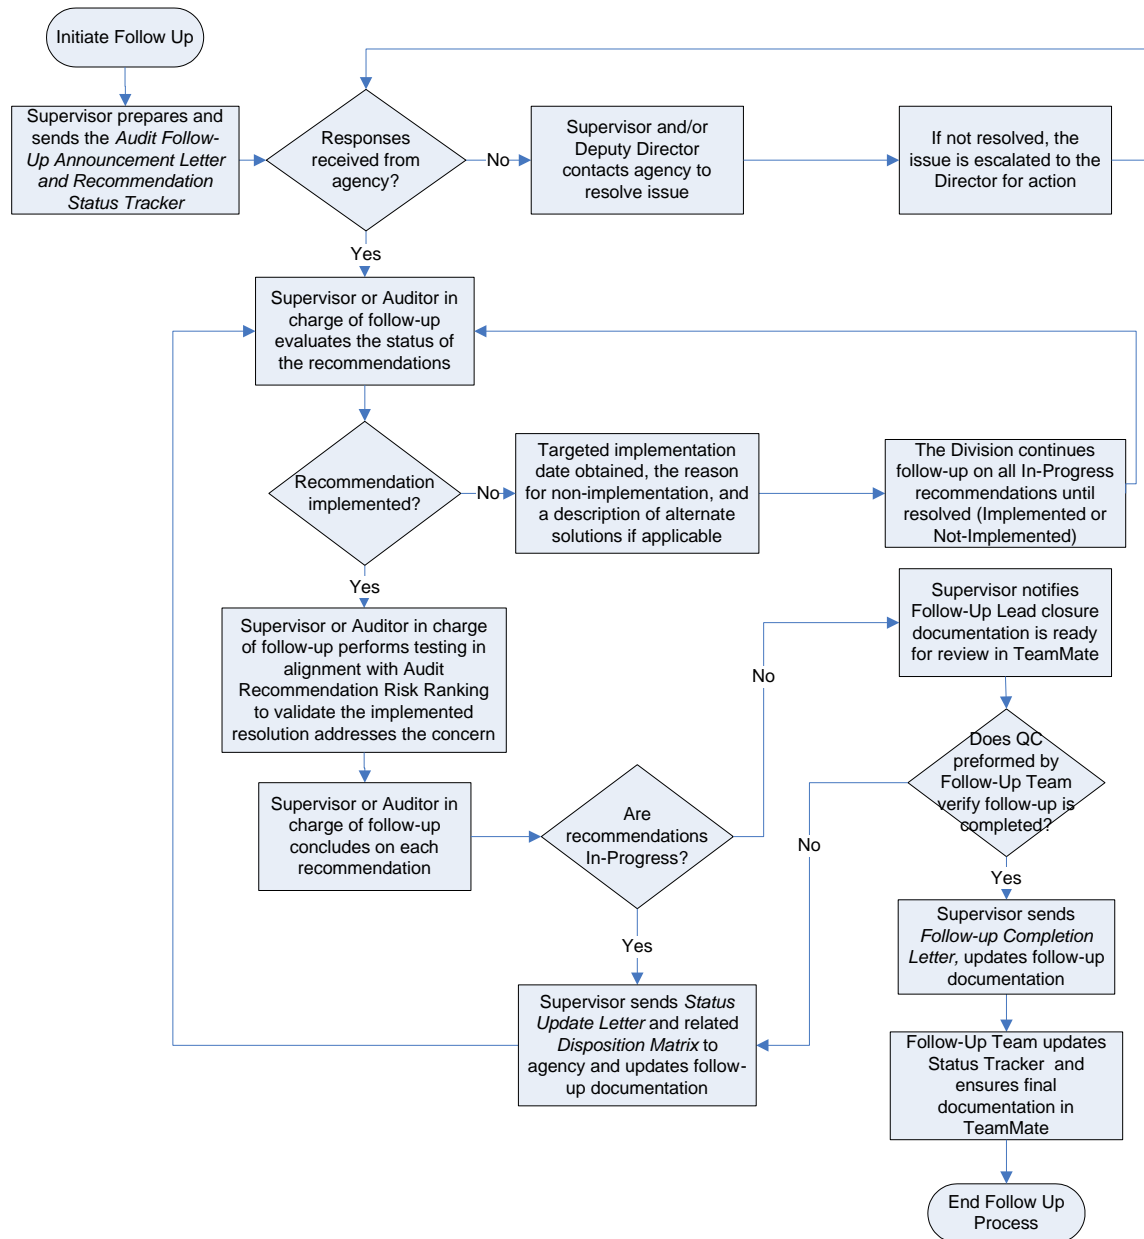 Initiate Follow Up
Supervisor prepares and
sends the Audit Follow-
Up Announcement Letter
and Recommendation
Status Tracker
Responses
received from
agency?
No
Supervisor and/or
Deputy Director
contacts agency to
resolve issue
If not resolved, the
issue is escalated to the
Director for action
Yes
Supervisor or Auditor in
charge of follow-up
evaluates the status of
the recommendations
Recommendation
implemented?
No
Targeted implementation
date obtained, the reason
for non-implementation, and
a description of alternate
solutions if applicable
The Division continues
follow-up on all In-Progress
recommendations until
resolved (Implemented or
Not-Implemented)
Yes
Supervisor or Auditor in charge
of follow-up performs testing in
alignment with Audit
Recommendation Risk Ranking
to validate the implemented
resolution addresses the concern
Supervisor or Auditor in
charge of follow-up
concludes on each
recommendation
Are
recommendations
In-Progress?
No
Supervisor notifies
Follow-Up Lead closure
documentation is ready
for review in TeamMate
Does QC
preformed by
Follow-Up Team
verify follow-up is
completed?
No
Yes
Yes
Supervisor sends Status
Update Letter and related
Disposition Matrix to
agency and updates follow-
up documentation
Supervisor sends
Follow-up Completion
Letter, updates follow-up
documentation
Follow-Up Team updates
Status Tracker and
ensures final
documentation in
TeamMate
End Follow Up
Process